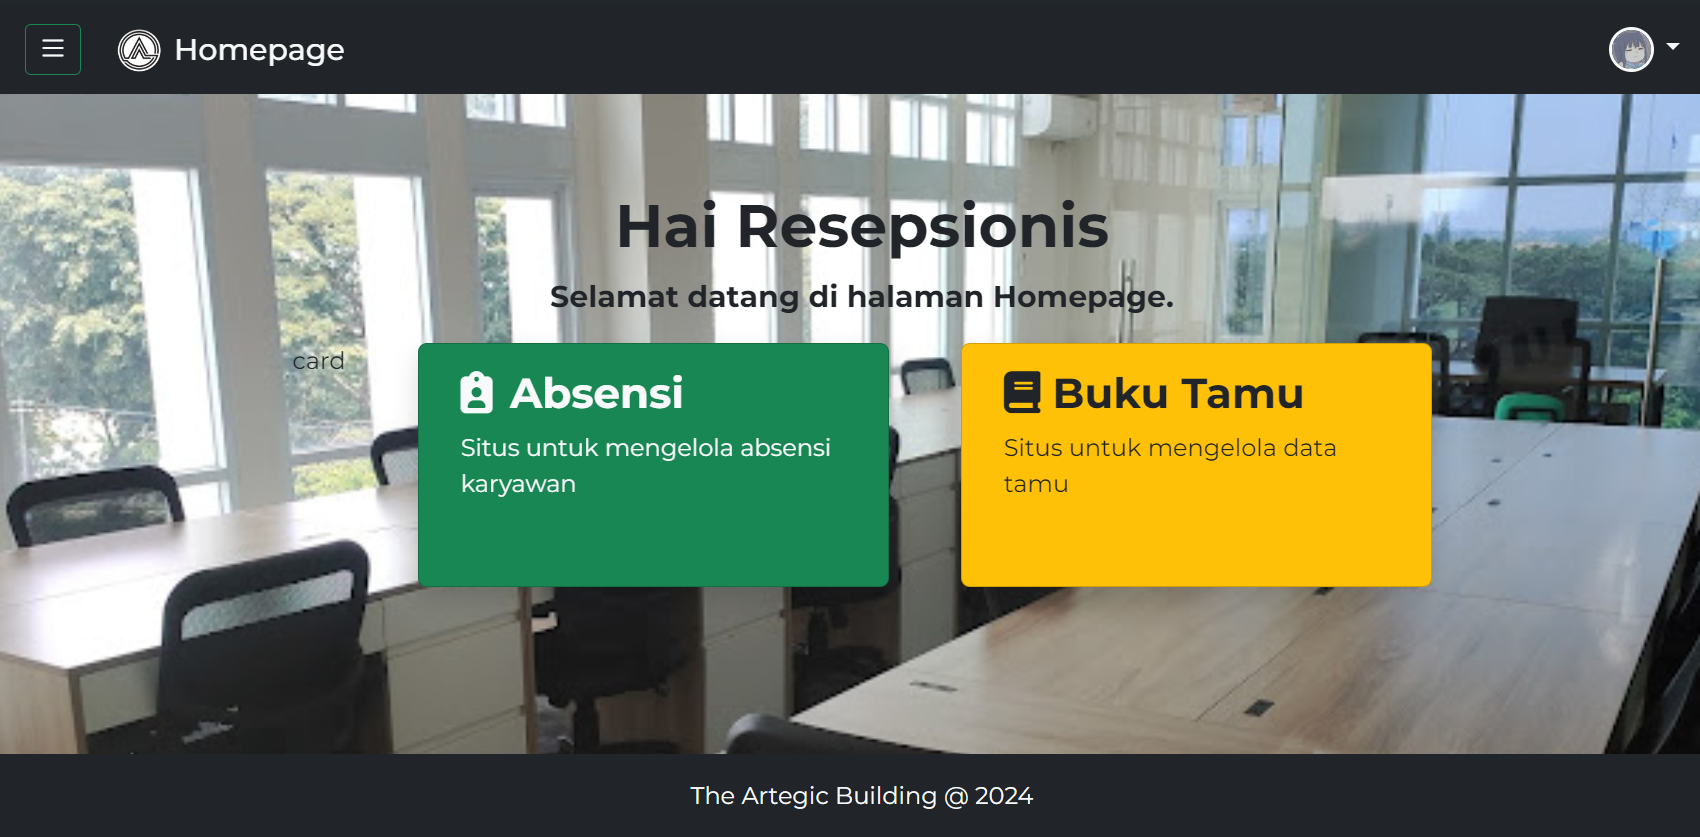 Homepage
Hai Resepsionis
Selamat datang di halaman Homepage.
card
Absensi
Situs untuk mengelola absensi
karyawan
Buku Tamu
Situs untuk mengelola data
tamu
The Artegic Building @ 2024